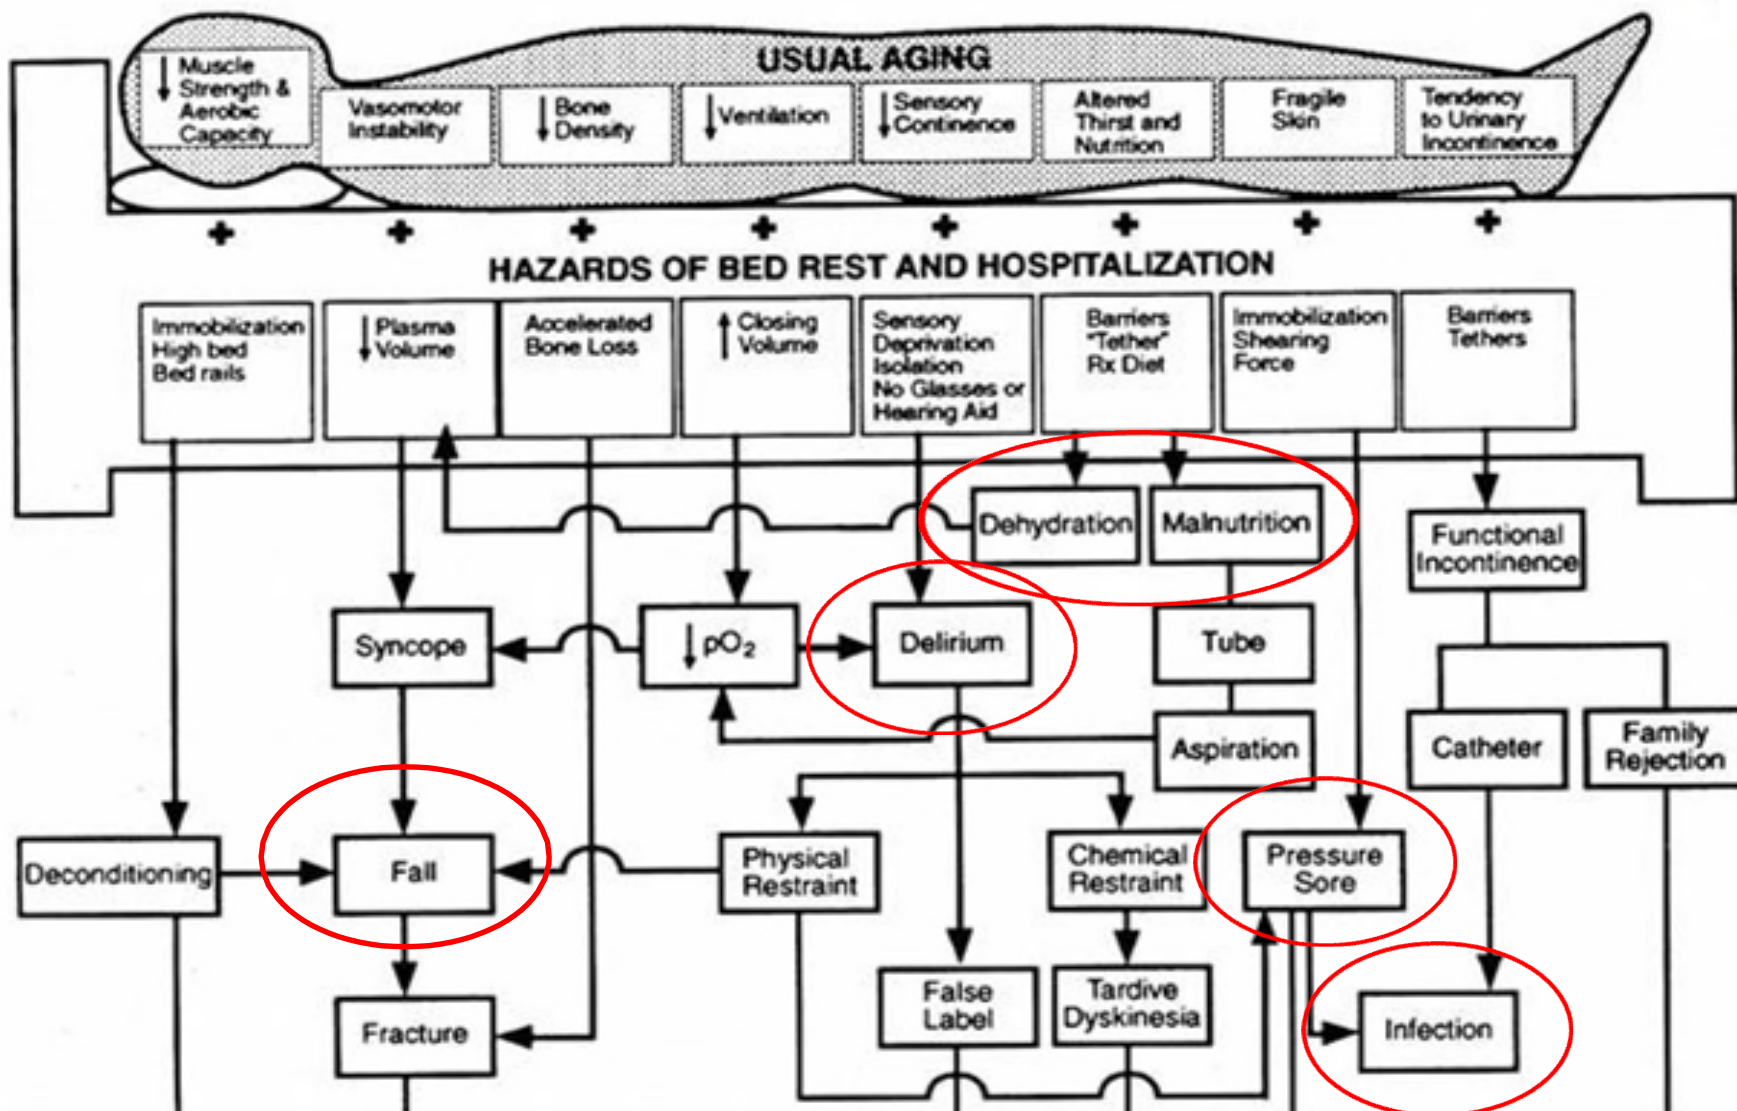 USUAL AGING
Muscle
Strength &
Aerobic
Capacity
Vasomotor
Instability
Bone
Density
Ventilation
Sensory
Continence
Altered
Thirst and
Nutrition
Fragile
Skin
Tendency
to Urinary
Incontinence
HAZARDS OF BED REST AND HOSPITALIZATION
Immobilization
High bed
Bed rails
Plasma
Volume
Accelerated
Bone Loss
Closing
Volume
Sensory
Deprivation
Isolation
No Glasses or
Hearing Aid
Barriers
"Tether"
Rx Diet
Immobilization
Shearing
Force
Barriers
Tethers
Dehydration
Malnutrition
Functional
Incontinence
Syncope
pO₂
Delirium
Tube
Aspiration
Catheter
Family
Rejection
Deconditioning
Fall
Physical
Restraint
Chemical
Restraint
Pressure
Sore
Fracture
False
Label
Tardive
Dyskinesia
Infection